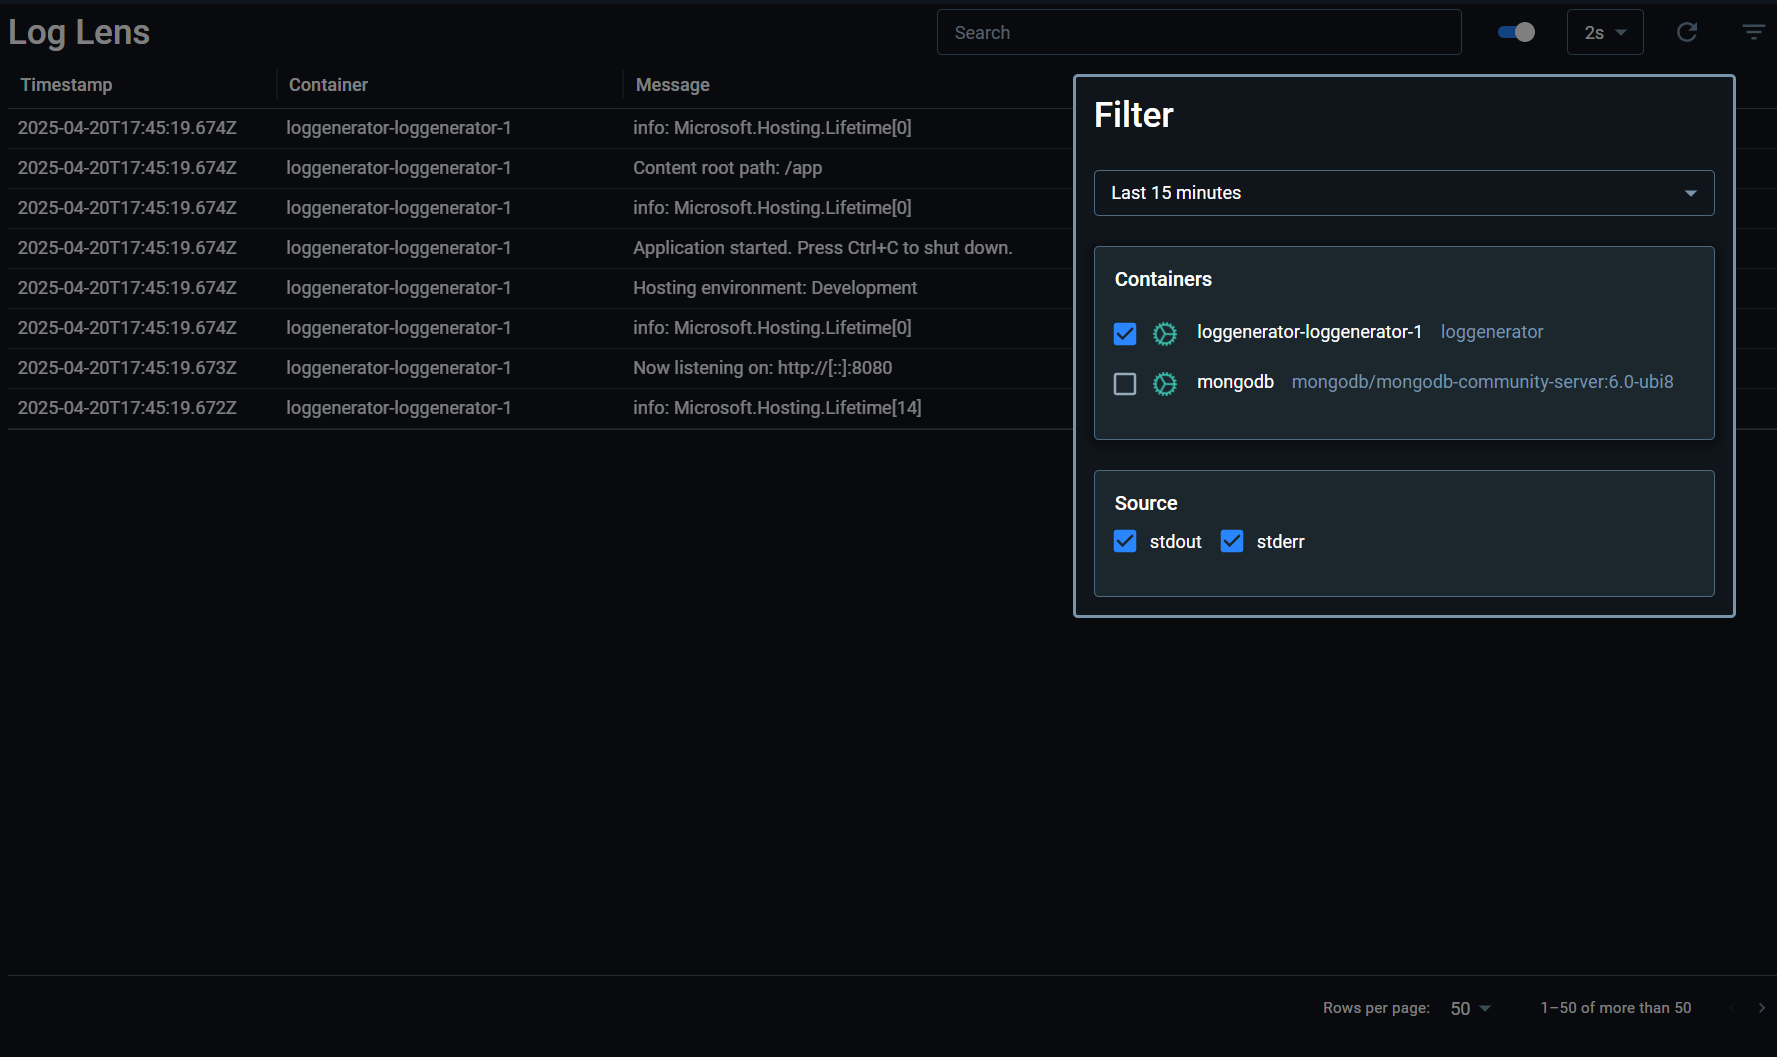 Log Lens
Search
2s
Timestamp Container Message
2025-04-20T17:45:19.674Z loggenerator-loggenerator-1 info: Microsoft.Hosting.Lifetime[0]
2025-04-20T17:45:19.674Z loggenerator-loggenerator-1 Content root path: /app
2025-04-20T17:45:19.674Z loggenerator-loggenerator-1 info: Microsoft.Hosting.Lifetime[0]
2025-04-20T17:45:19.674Z loggenerator-loggenerator-1 Application started. Press Ctrl+C to shut down.
2025-04-20T17:45:19.674Z loggenerator-loggenerator-1 Hosting environment: Development
2025-04-20T17:45:19.674Z loggenerator-loggenerator-1 info: Microsoft.Hosting.Lifetime[0]
2025-04-20T17:45:19.673Z loggenerator-loggenerator-1 Now listening on: http://[::]:8080
2025-04-20T17:45:19.672Z loggenerator-loggenerator-1 info: Microsoft.Hosting.Lifetime[14]
Filter
Last 15 minutes
Containers
loggenerator-loggenerator-1 loggenerator
mongodb mongodb/mongodb-community-server:6.0-ubi8
Source
stdout stderr
Rows per page: 50 1–50 of more than 50